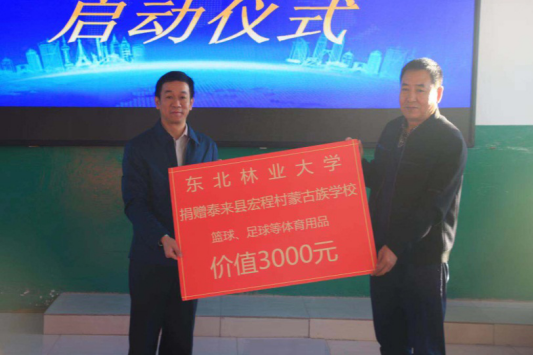 启动仪式
东北林业大学
捐赠泰来县宏程村蒙古族学校
篮球、足球等体育用品
价值3000元